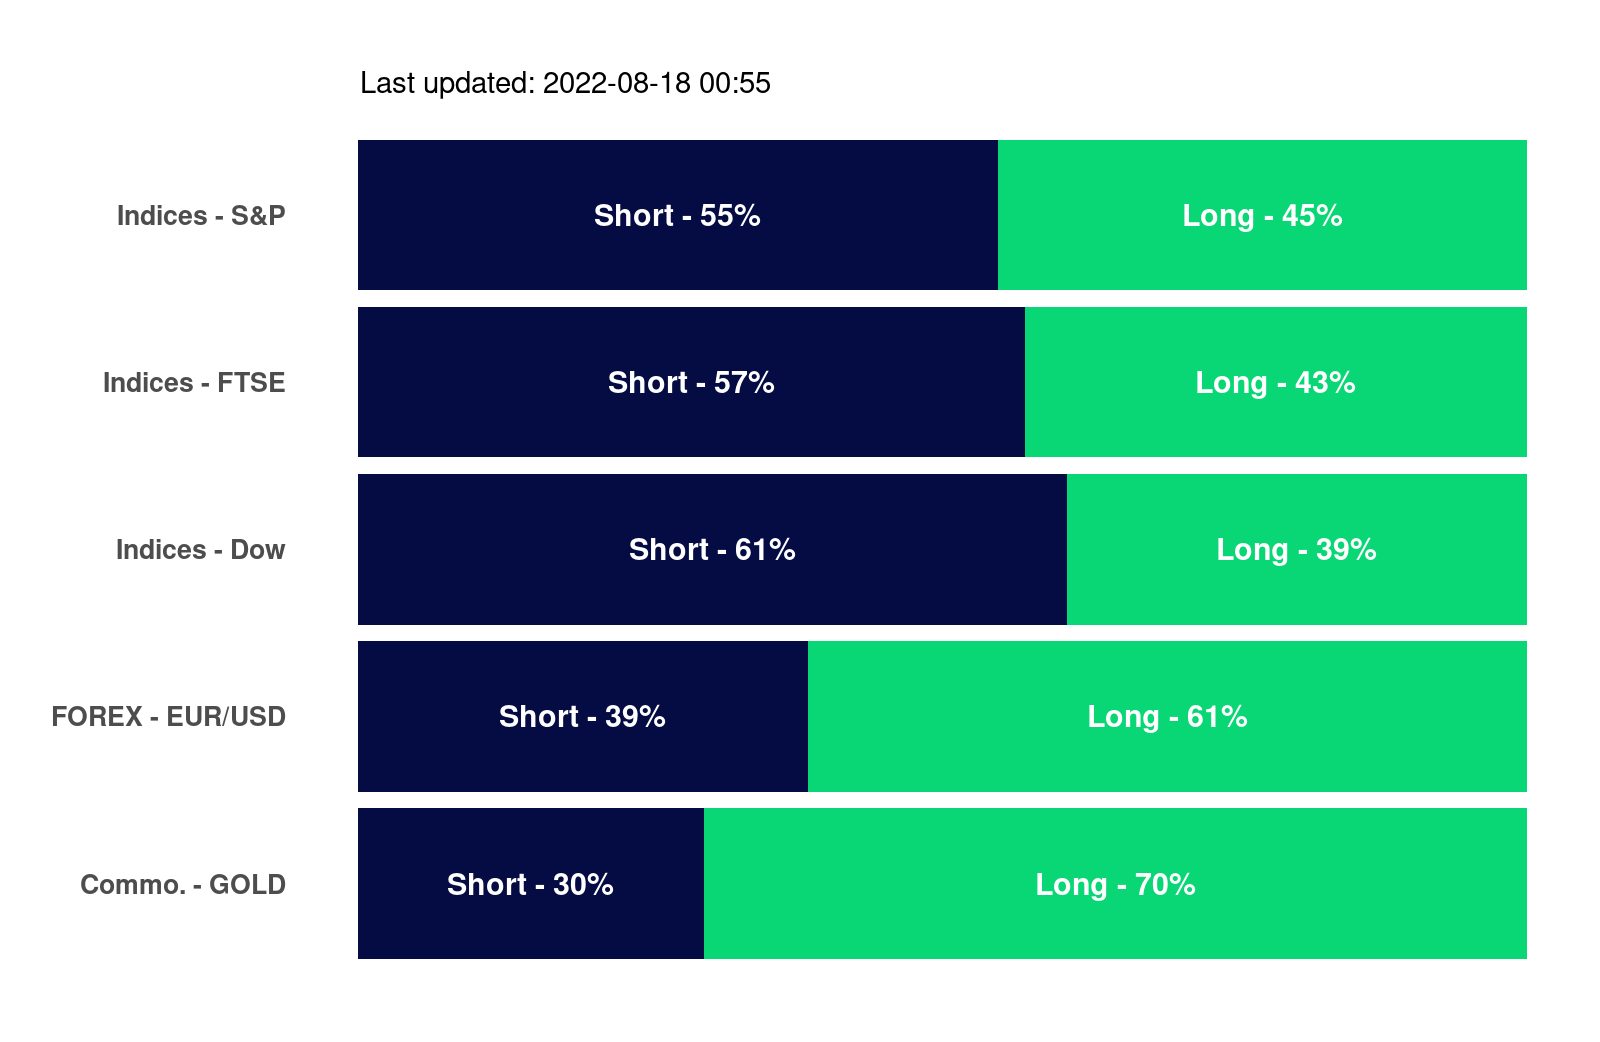 Last updated: 2022-08-18 00:55
Indices - S&P
Short - 55%
Long - 45%
Indices - FTSE
Short - 57%
Long - 43%
Indices - Dow
Short - 61%
Long - 39%
FOREX - EUR/USD
Short - 39%
Long - 61%
Commo. - GOLD
Short - 30%
Long - 70%